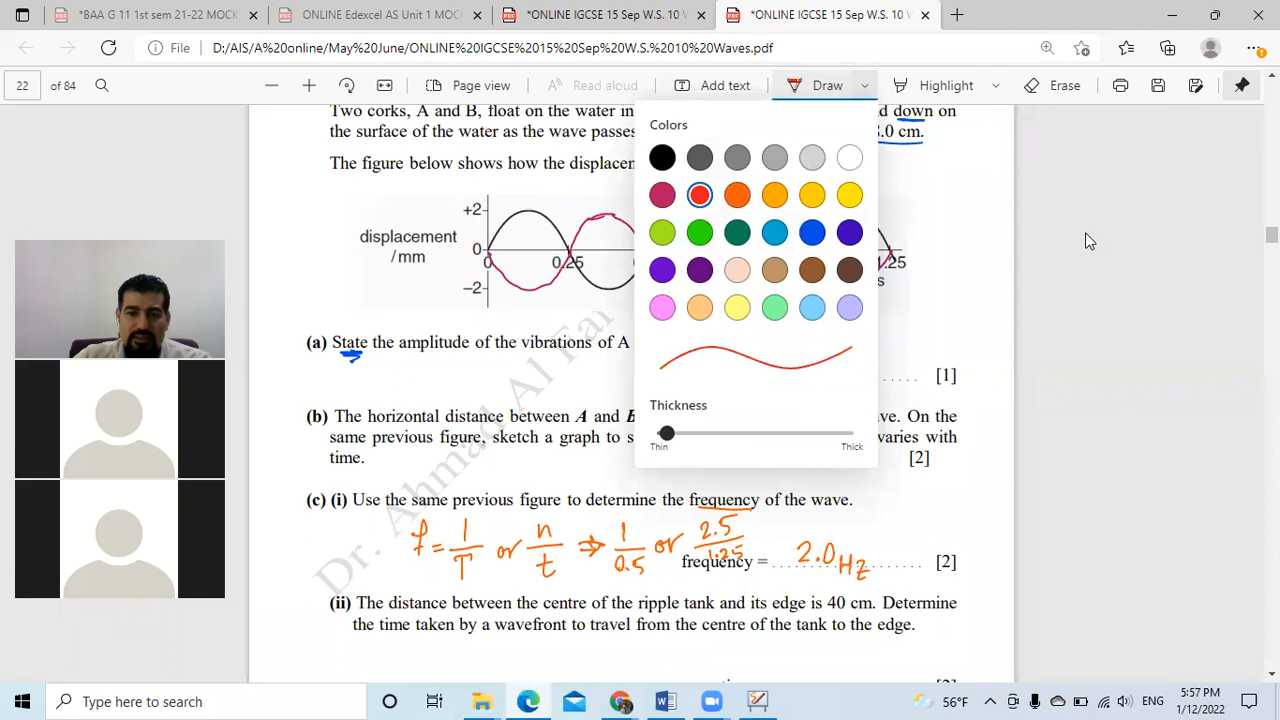 *BAA G 11 1st sem 21-22 MOC
ONLINE Edexcel AS Unit 1 MOC
*ONLINE IGCSE 15 Sep W.S. 10 W
*ONLINE IGCSE 15 Sep W.S. 10 W
File
D:/AIS/A%20online/May%20June/ONLINE%20IGCSE%202015%20Sep%20W.S.%2010%20Waves.pdf
22 of 84
Page view
Read aloud
Add text
Draw
Highlight
Erase
Two corks, A and B, float on the water in
d down on
the surface of the water as the wave passes
8.0 cm.
The figure below shows how the displacem
Colors
Thickness
Thin
Thick
+2
displacement
/mm
0
−2
0
0.25
1.25
s
(a) State the amplitude of the vibrations of A
[1]
(b) The horizontal distance between A and B
ve. On the
same previous figure, sketch a graph to s
varies with
time.
[2]
(c) (i) Use the same previous figure to determine the frequency of the wave.
f = 1/T or n/t ⇒ 1/0.5 or 2.5/1.25
frequency = 2.0 Hz [2]
(ii) The distance between the centre of the ripple tank and its edge is 40 cm. Determine
the time taken by a wavefront to travel from the centre of the tank to the edge.
Dr. Ahmad Al Far
Type here to search
56°F
ENG
5:57 PM
1/12/2022